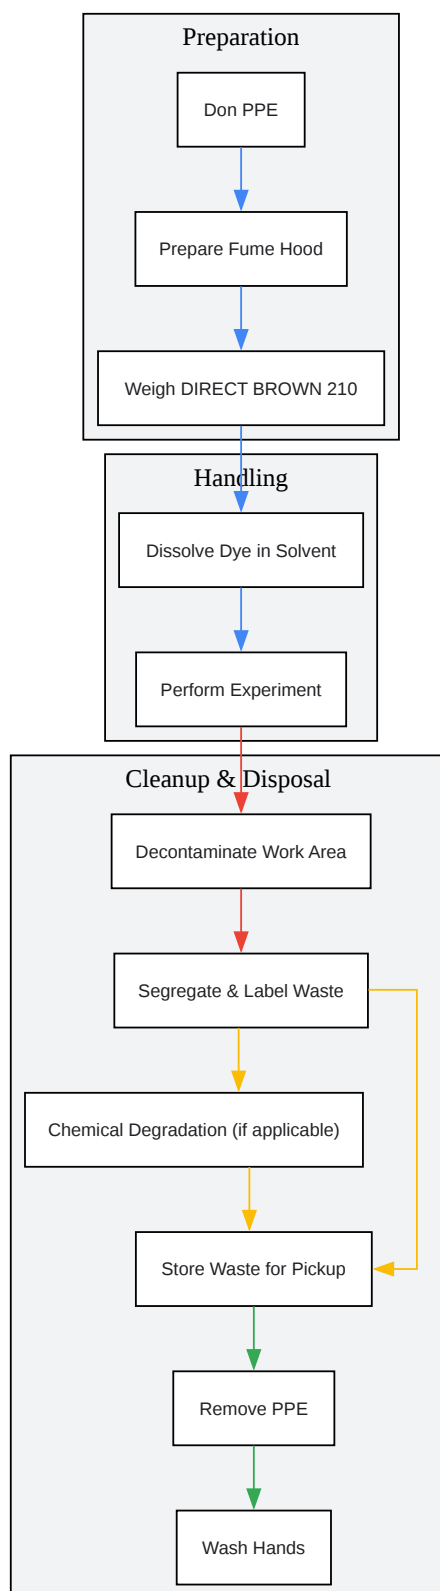 Preparation
Don PPE
Prepare Fume Hood
Weigh DIRECT BROWN 210
Handling
Dissolve Dye in Solvent
Perform Experiment
Cleanup & Disposal
Decontaminate Work Area
Segregate & Label Waste
Chemical Degradation (if applicable)
Store Waste for Pickup
Remove PPE
Wash Hands